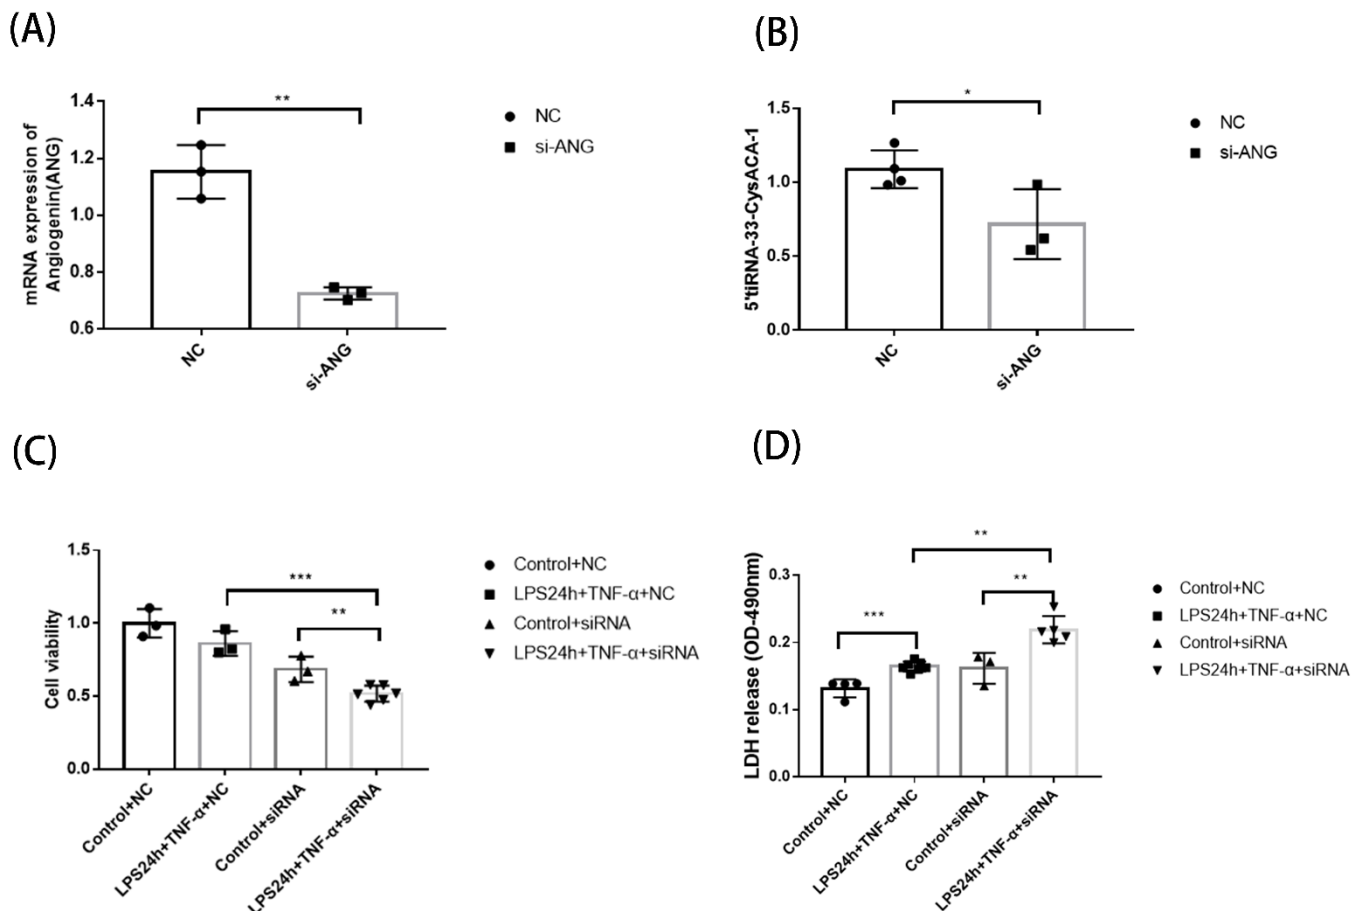 (A)
mRNA expression of
Angiogenin(ANG)
1.4
1.2
1.0
0.8
0.6
**
NC
si-ANG
NC
si-ANG
(B)
5'tiRNA-33-CysACA-1
1.5
1.0
0.5
0.0
*
NC
si-ANG
NC
si-ANG
(C)
Cell viability
1.5
1.0
0.5
0.0
***
**
Control+NC
LPS24h+TNF-α+NC
Control+siRNA
LPS24h+TNF-α+siRNA
Control+NC
LPS24h+TNF-α+NC
Control+siRNA
LPS24h+TNF-α+siRNA
(D)
LDH release (OD-490nm)
0.3
0.2
0.1
0.0
***
**
**
Control+NC
LPS24h+TNF-α+NC
Control+siRNA
LPS24h+TNF-α+siRNA
Control+NC
LPS24h+TNF-α+NC
Control+siRNA
LPS24h+TNF-α+siRNA